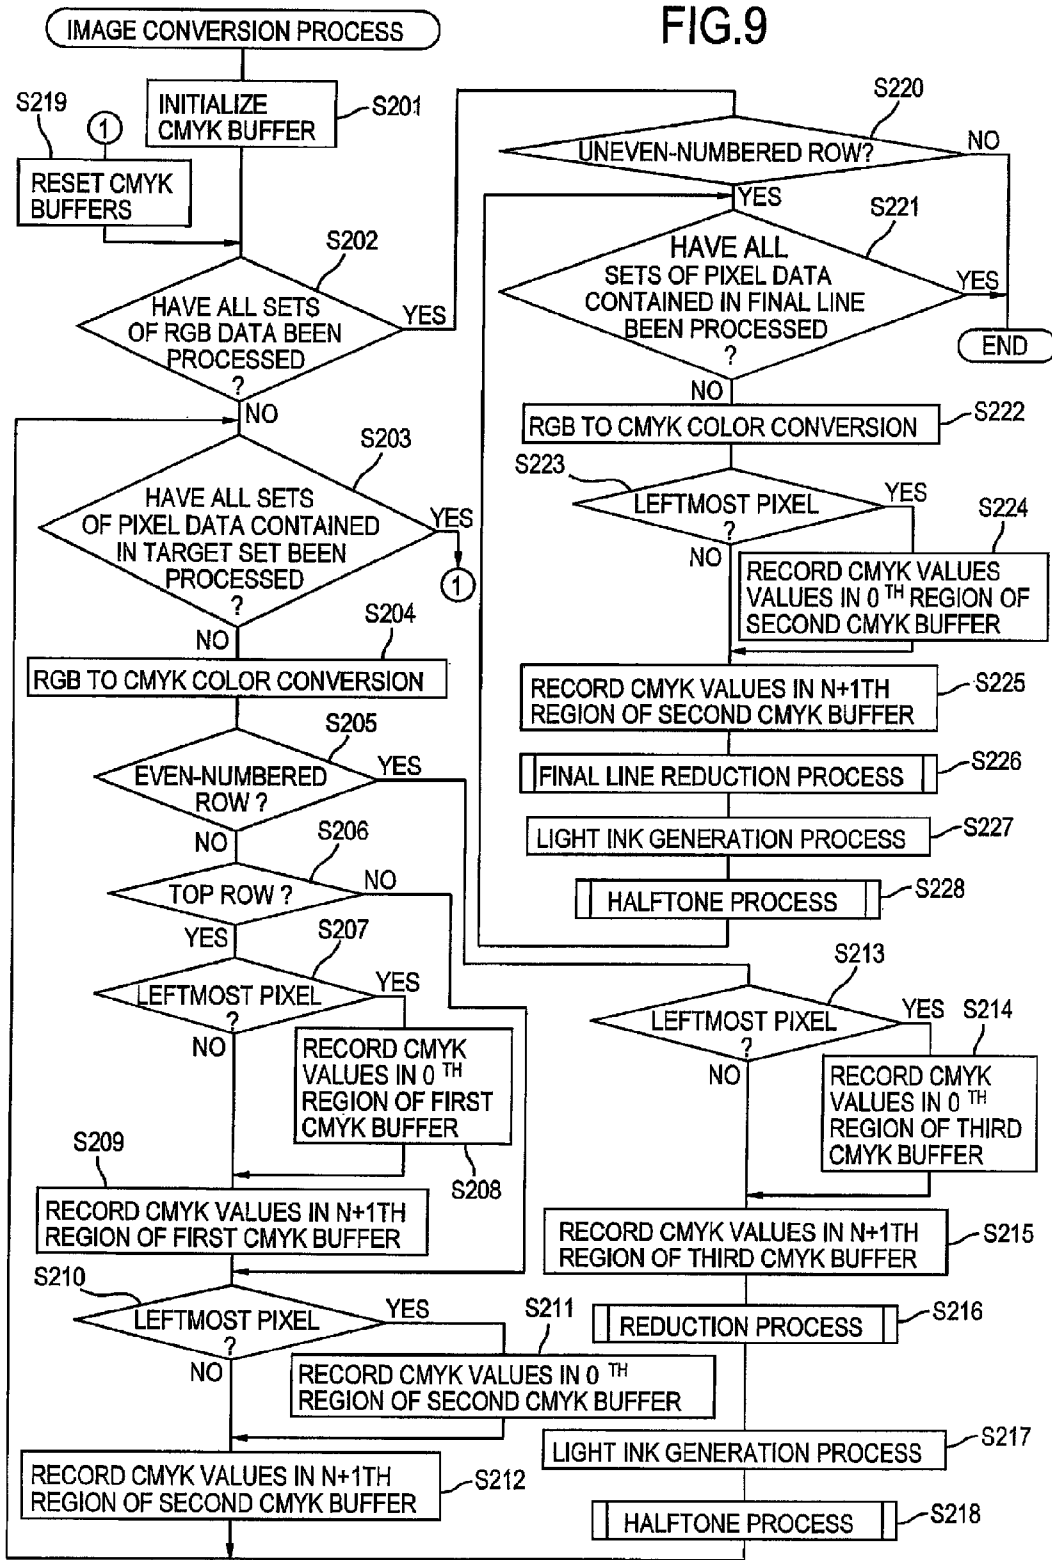 FIG.9
IMAGE CONVERSION PROCESS
S219
1
RESET CMYK
BUFFERS
INITIALIZE
CMYK BUFFER
S201
S202
HAVE ALL SETS
OF RGB DATA BEEN
PROCESSED
?
YES
NO
S203
HAVE ALL SETS
OF PIXEL DATA CONTAINED
IN TARGET SET BEEN
PROCESSED
?
YES
1
NO
S204
RGB TO CMYK COLOR CONVERSION
S205
EVEN-NUMBERED
ROW ?
YES
NO
S206
TOP ROW ?
NO
YES
S207
LEFTMOST PIXEL
?
YES
NO
RECORD CMYK
VALUES IN 0 TH
REGION OF FIRST
CMYK BUFFER
S208
S209
RECORD CMYK VALUES IN N+1TH
REGION OF FIRST CMYK BUFFER
S210
LEFTMOST PIXEL
?
YES
NO
S211
RECORD CMYK VALUES IN 0 TH
REGION OF SECOND CMYK BUFFER
RECORD CMYK VALUES IN N+1TH
REGION OF SECOND CMYK BUFFER
S212
S220
UNEVEN-NUMBERED ROW?
NO
YES
S221
HAVE ALL
SETS OF PIXEL DATA
CONTAINED IN FINAL LINE
BEEN PROCESSED
?
YES
END
NO
RGB TO CMYK COLOR CONVERSION
S222
S223
LEFTMOST PIXEL
?
YES
NO
S224
RECORD CMYK VALUES
VALUES IN 0 TH REGION OF
SECOND CMYK BUFFER
RECORD CMYK VALUES IN N+1TH
REGION OF SECOND CMYK BUFFER
S225
FINAL LINE REDUCTION PROCESS
S226
LIGHT INK GENERATION PROCESS
S227
HALFTONE PROCESS
S228
S213
LEFTMOST PIXEL
?
YES
NO
S214
RECORD CMYK
VALUES IN 0 TH
REGION OF THIRD
CMYK BUFFER
RECORD CMYK VALUES IN N+1TH
REGION OF THIRD CMYK BUFFER
S215
REDUCTION PROCESS
S216
LIGHT INK GENERATION PROCESS
S217
HALFTONE PROCESS
S218